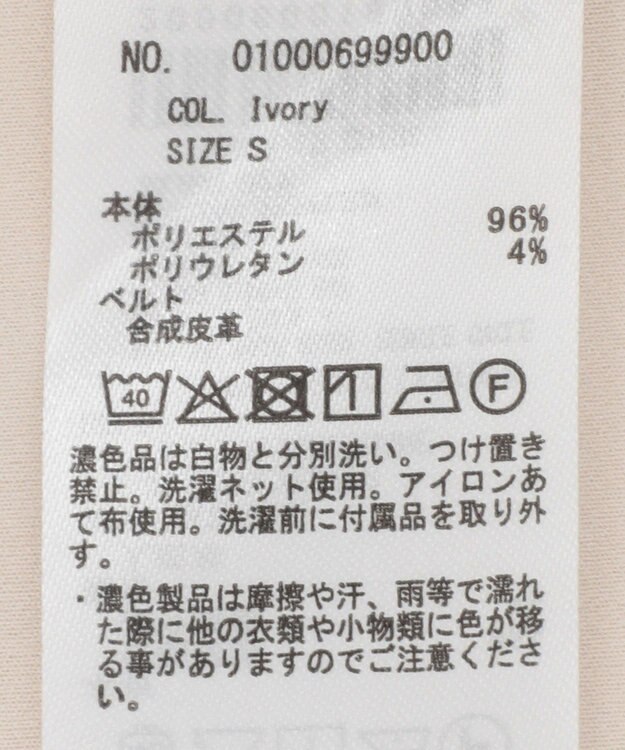 NO. 01000699900
COL. Ivory
SIZE S
本体
ポリエステル 96%
ポリウレタン 4%
ベルト
合成皮革
40 F
濃色品は白物と分別洗い。つけ置き
禁止。洗濯ネット使用。アイロンあ
て布使用。洗濯前に付属品を取り外
す。
・濃色製品は摩擦や汗、雨等で濡れ
た際に他の衣類や小物類に色が移
る事がありますのでご注意くださ
い。